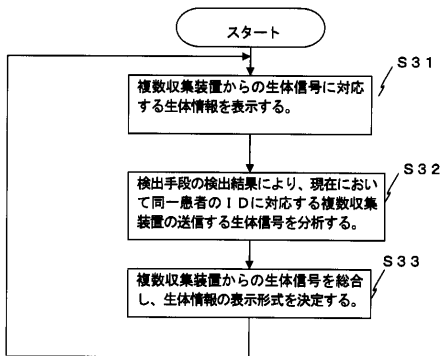 スタート
S31
複数収集装置からの生体信号に対応
する生体情報を表示する。
S32
検出手段の検出結果により、現在におい
て同一患者のIDに対応する複数収集
装置の送信する生体信号を分析する。
S33
複数収集装置からの生体信号を総合
し、生体情報の表示形式を決定する。